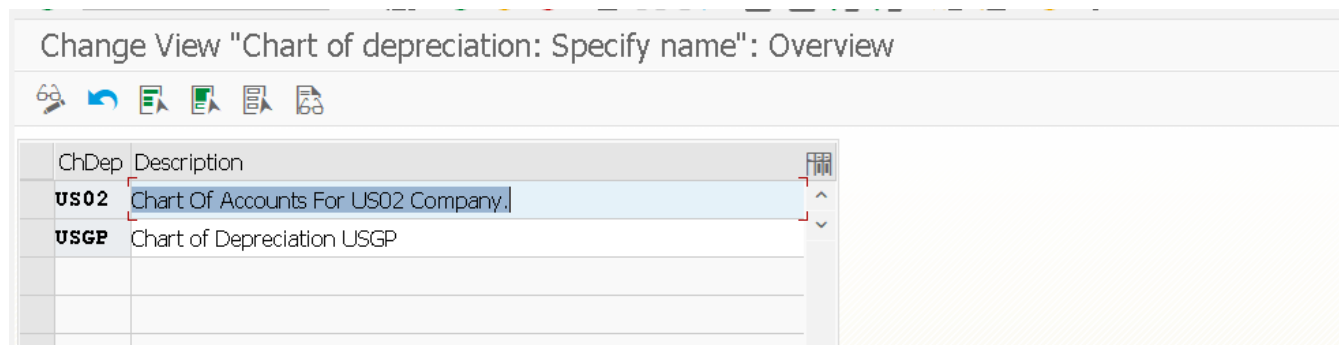 Change View "Chart of depreciation: Specify name": Overview
ChDep Description
US02 Chart Of Accounts For US02 Company.
USGP Chart of Depreciation USGP